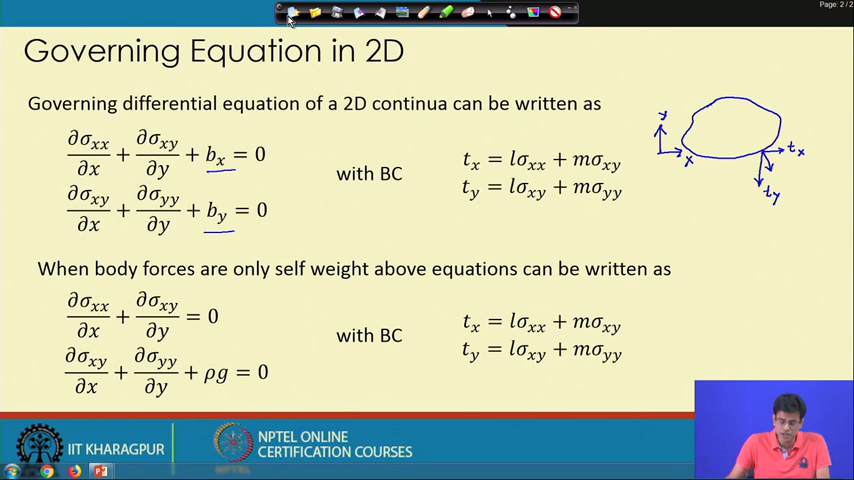 Page: 2 / 2
Governing Equation in 2D
Governing differential equation of a 2D continua can be written as
∂σxx/∂x + ∂σxy/∂y + bx = 0
∂σxy/∂x + ∂σyy/∂y + by = 0
with BC
tx = lσxx + mσxy
ty = lσxy + mσyy
y
x
tx
ty
When body forces are only self weight above equations can be written as
∂σxx/∂x + ∂σxy/∂y = 0
∂σxy/∂x + ∂σyy/∂y + ρg = 0
with BC
tx = lσxx + mσxy
ty = lσxy + mσyy
IIT KHARAGPUR
NPTEL ONLINE
CERTIFICATION COURSES